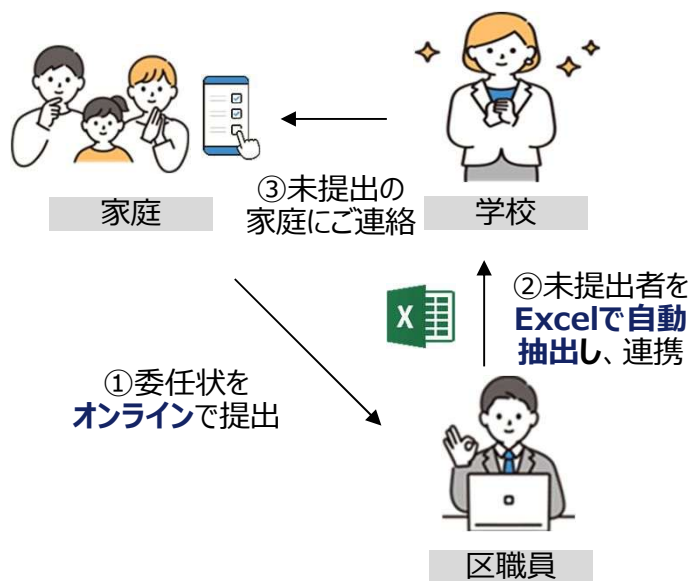 家庭
③未提出の
家庭にご連絡
学校
②未提出者を
Excelで自動
抽出し、連携
X
①委任状を
オンラインで提出
区職員